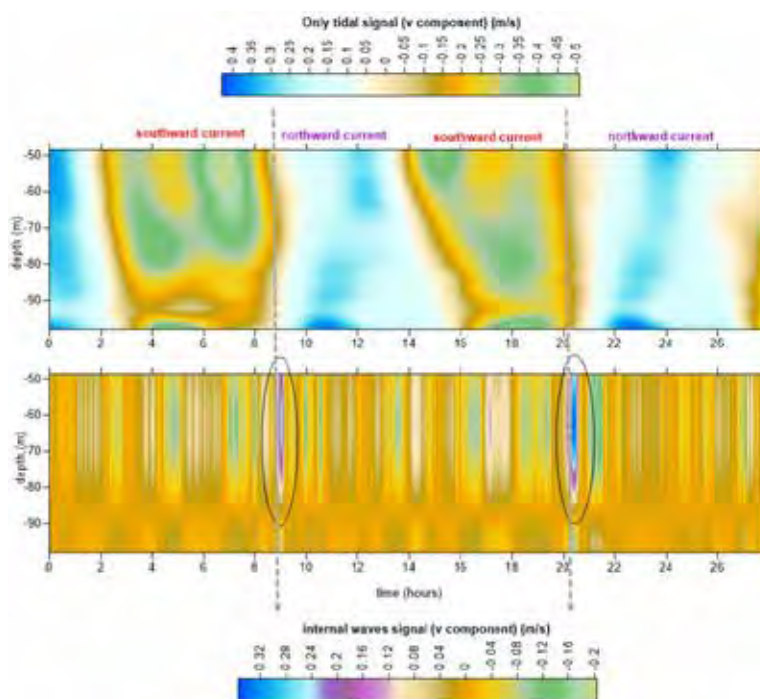 Only tidal signal (v component) (m/s)
0.4 0.3 0.25 0.2 0.15 0.1 0.05 0 -0.05 -0.1 -0.15 -0.2 -0.25 -0.3 -0.35 -0.4 -0.45 -0.5
southward current northward current southward current northward current
-50
-60
-70
-80
-90
depth (m)
0 2 4 6 8 10 12 14 16 18 20 22 24 26
-50
-60
-70
-80
-90
depth (m)
0 2 4 6 8 10 12 14 16 18 20 22 24 26
time (hours)
internal waves signal (v component) (m/s)
0.32 0.28 0.24 0.2 0.16 0.12 0.08 0.04 0 -0.04 -0.08 -0.12 -0.16 -0.2